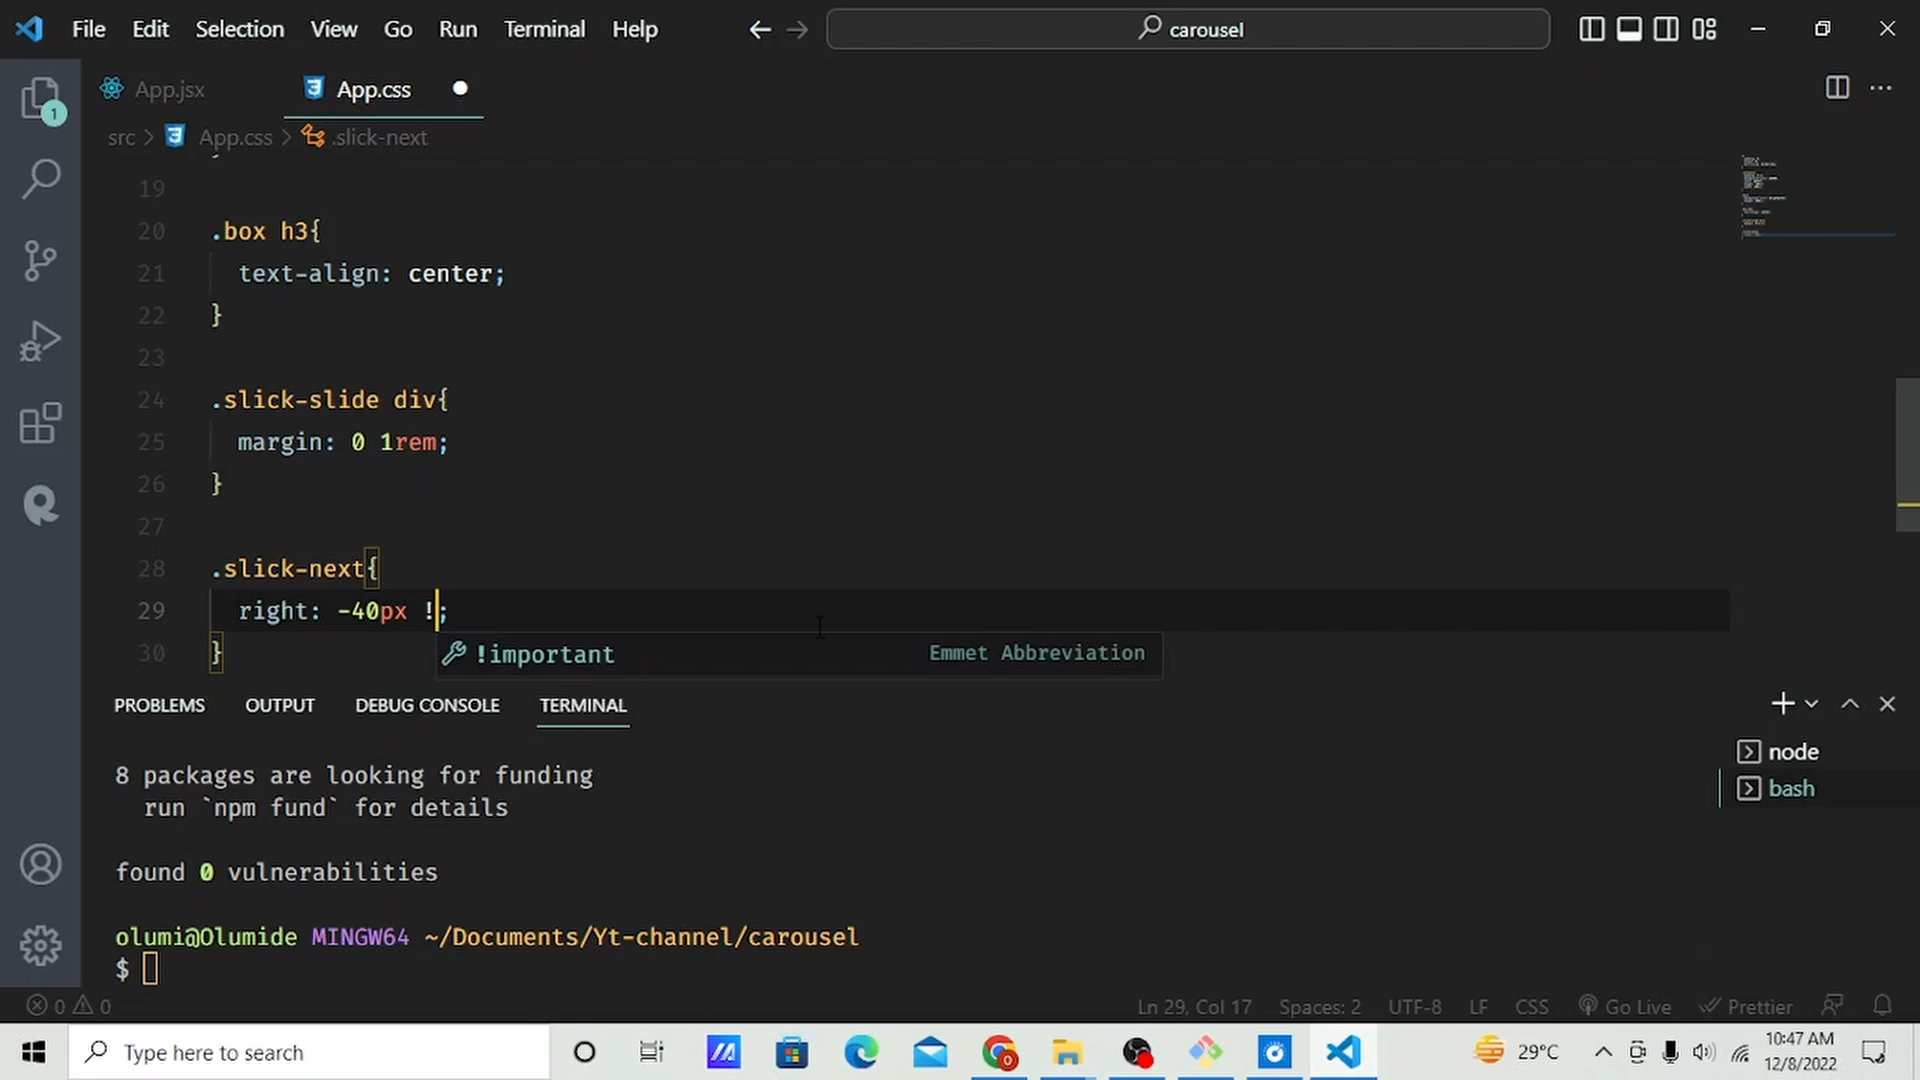 File Edit Selection View Go Run Terminal Help
carousel
App.jsx
App.css
src > App.css > .slick-next
19
20 .box h3{
21 text-align: center;
22 }
23
24 .slick-slide div{
25 margin: 0 1rem;
26 }
27
28 .slick-next{
29 right: -40px !;
30 }
!important Emmet Abbreviation
1
PROBLEMS OUTPUT DEBUG CONSOLE TERMINAL
8 packages are looking for funding
run `npm fund` for details
found 0 vulnerabilities
olumi@Olumide MINGW64 ~/Documents/Yt-channel/carousel
$
node
bash
0 0
Ln 29, Col 17 Spaces: 2 UTF-8 LF CSS Go Live Prettier
Type here to search
29°C
10:47 AM
12/8/2022